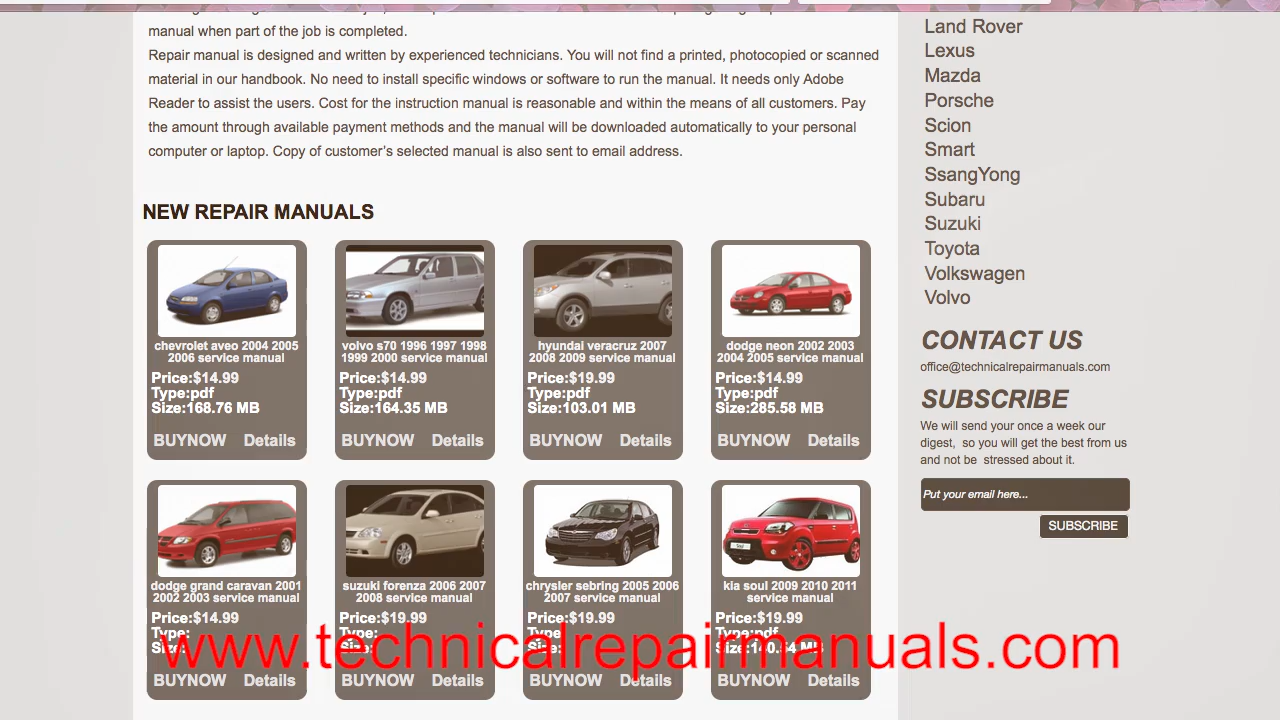 manual when part of the job is completed.
Repair manual is designed and written by experienced technicians. You will not find a printed, photocopied or scanned
material in our handbook. No need to install specific windows or software to run the manual. It needs only Adobe
Reader to assist the users. Cost for the instruction manual is reasonable and within the means of all customers. Pay
the amount through available payment methods and the manual will be downloaded automatically to your personal
computer or laptop. Copy of customer's selected manual is also sent to email address.
NEW REPAIR MANUALS
chevrolet aveo 2004 2005
2006 service manual
Price:$14.99
Type:pdf
Size:168.76 MB
BUYNOW Details
volvo s70 1996 1997 1998
1999 2000 service manual
Price:$14.99
Type:pdf
Size:164.35 MB
BUYNOW Details
hyundai veracruz 2007
2008 2009 service manual
Price:$19.99
Type:pdf
Size:103.01 MB
BUYNOW Details
dodge neon 2002 2003
2004 2005 service manual
Price:$14.99
Type:pdf
Size:285.58 MB
BUYNOW Details
dodge grand caravan 2001
2002 2003 service manual
Price:$14.99
Type:
Size:
BUYNOW Details
suzuki forenza 2006 2007
2008 service manual
Price:$19.99
Type:
Size:
BUYNOW Details
chrysler sebring 2005 2006
2007 service manual
Price:$19.99
Type:
Size:
BUYNOW Details
kia soul 2009 2010 2011
service manual
Price:$19.99
Type:pdf
Size:140.54 MB
BUYNOW Details
www.technicalrepairmanuals.com
Land Rover
Lexus
Mazda
Porsche
Scion
Smart
SsangYong
Subaru
Suzuki
Toyota
Volkswagen
Volvo
CONTACT US
office@technicalrepairmanuals.com
SUBSCRIBE
We will send your once a week our
digest, so you will get the best from us
and not be stressed about it.
Put your email here...
SUBSCRIBE